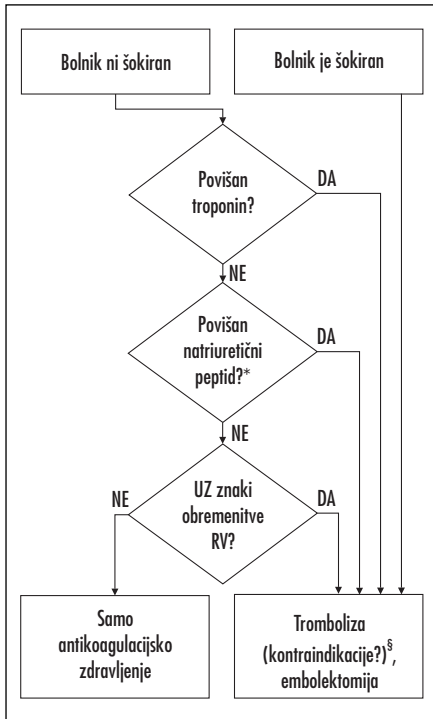 Bolnik ni šokiran
Bolnik je šokiran
Povišan
troponin?
DA
NE
Povišan
natriuretični
peptid?*
DA
NE
NE
UZ znaki
obremenitve
RV?
DA
Samo
antikoagulacijsko
zdravljenje
Tromboliza
(kontraindikacije?)§,
embolektomija